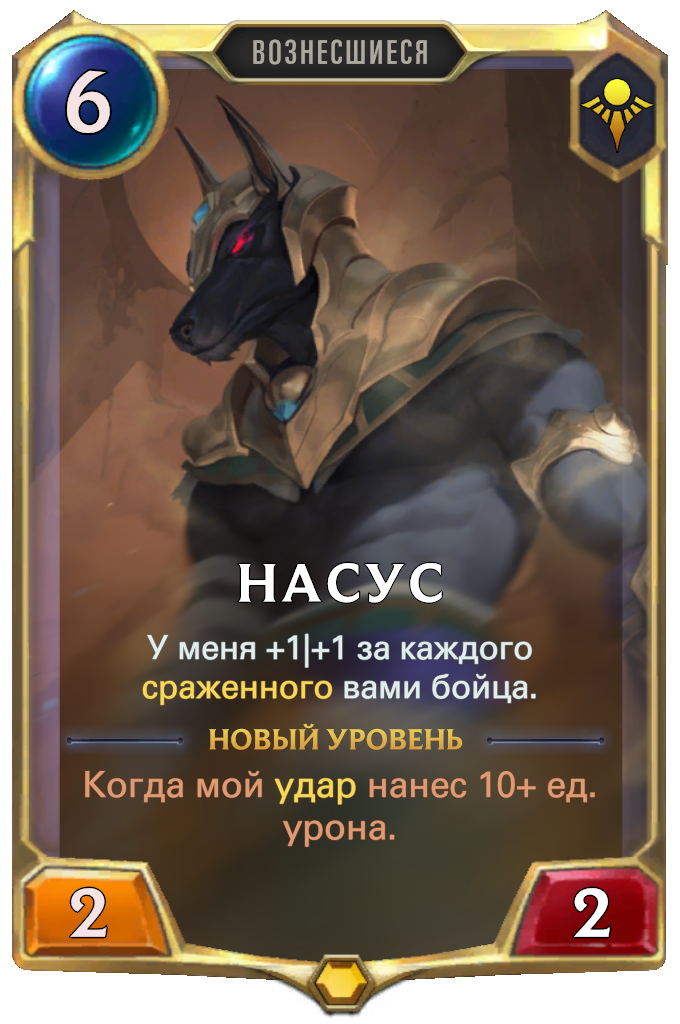 ВОЗНЕСШИЕСЯ
6
НАСУС
У меня +1|+1 за каждого
сраженного вами бойца.
НОВЫЙ УРОВЕНЬ
Когда мой удар нанес 10+ ед.
урона.
2
2